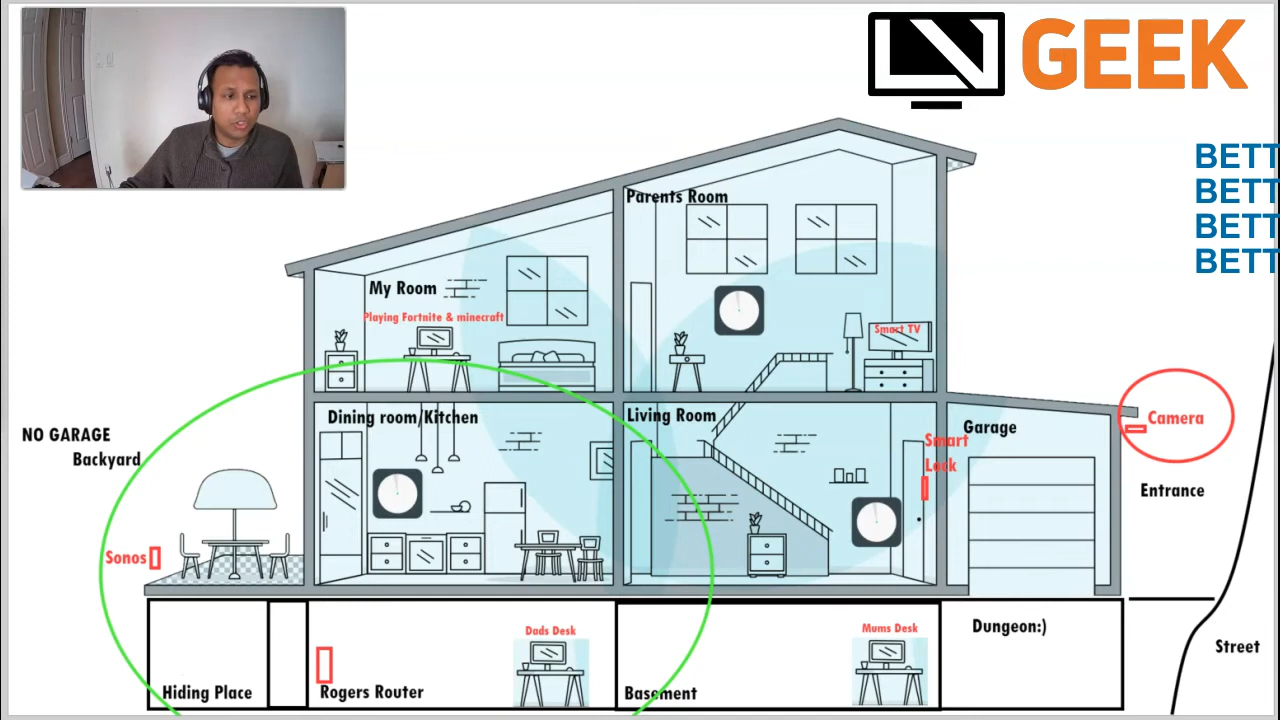 LN GEEK
BETT
BETT
BETT
BETT
Parents Room
My Room
Playing Fortnite & minecraft
Smart TV
Dining room/Kitchen
Living Room
Garage
Camera
NO GARAGE
Backyard
Smart
Lock
Entrance
Sonos
Dads Desk
Mums Desk
Dungeon:)
Street
Hiding Place
Rogers Router
Basement